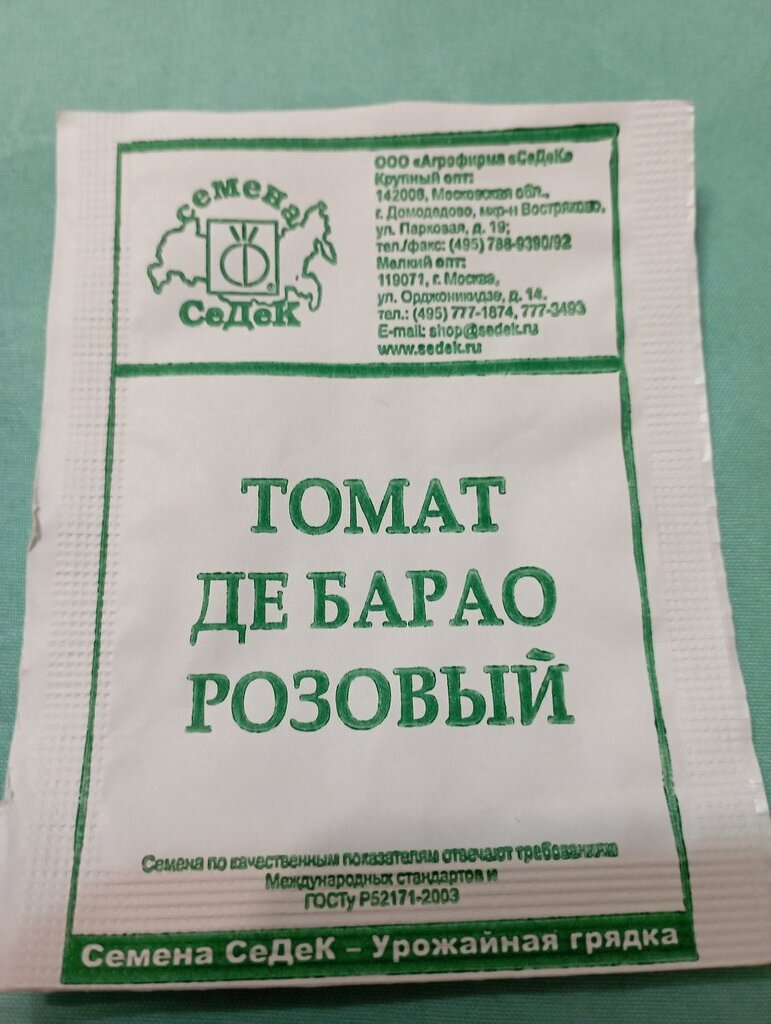 семена
СеДеК
ООО «Агрофирма «СеДеК»
Крупный опт:
142006, Московская обл.,
г. Домодедово, мкр-н Востряково,
ул. Парковая, д. 19;
тел./факс: (495) 788-9390/92
Мелкий опт:
119071, г. Москва,
ул. Орджоникидзе, д. 14,
тел.: (495) 777-1874, 777-3493
E-mail: shop@sedek.ru
www.sedek.ru
ТОМАТ
ДЕ БАРАО
РОЗОВЫЙ
Семена по качественным показателям отвечают требованиям
Международных стандартов и
ГОСТу Р52171-2003
Семена СеДеК – Урожайная грядка